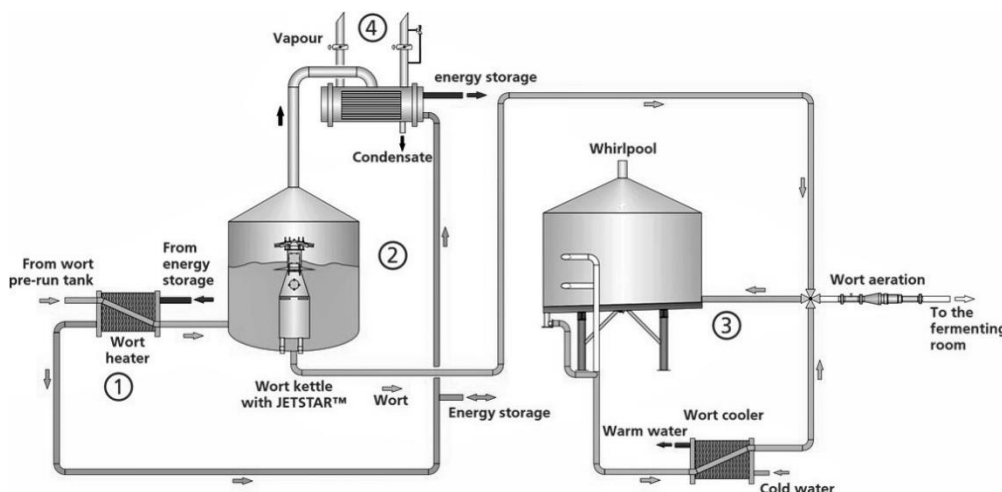 Vapour
4
energy storage
Condensate
Whirlpool
2
From wort
pre-run tank
From
energy
storage
Wort aeration
To the
fermenting
room
3
Wort
heater
1
Wort kettle
with JETSTAR™
Wort
Energy storage
Wort cooler
Warm water
Cold water